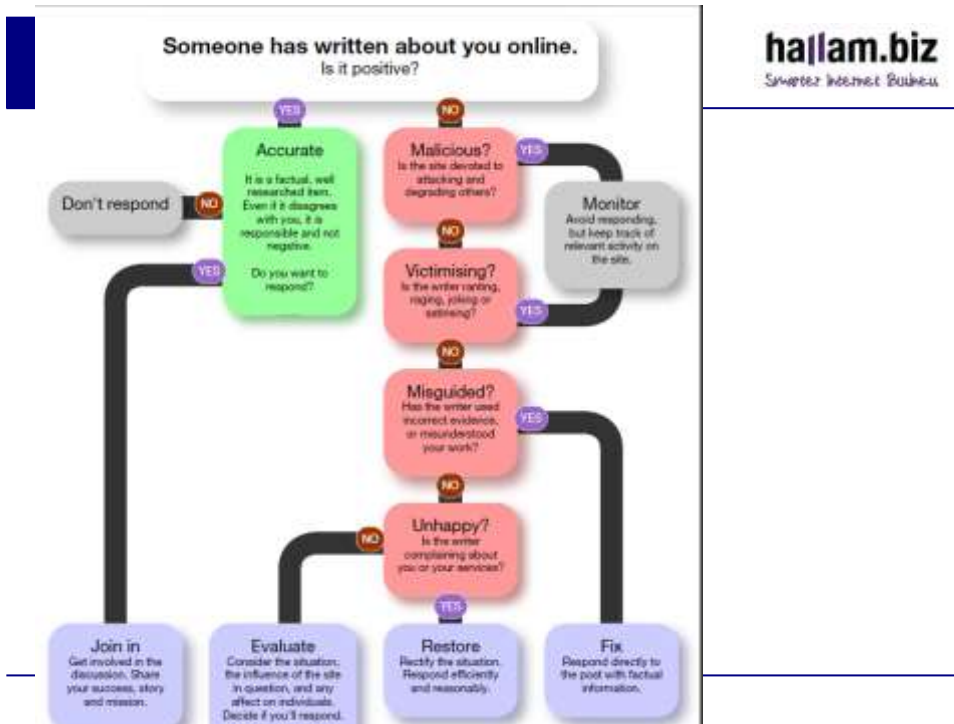 Someone has written about you online.
Is it positive?
hallam.biz
Smarter Internet Business
YES
NO
Accurate
It is a factual, well
researched item.
Even if it disagrees
with you, it is
responsible and not
negative.
Do you want to
respond?
NO
Don't respond
YES
Malicious?
Is the site devoted to
attacking and
degrading others?
YES
NO
Monitor
Avoid responding,
but keep track of
relevant activity on
the site.
Victimising?
Is the writer ranting,
raging, joking or
satirising?
YES
NO
Misguided?
Has the writer used
incorrect evidence,
or misunderstood
your work?
YES
NO
Unhappy?
Is the writer
complaining about
you or your services?
NO
YES
Join in
Get involved in the
discussion. Share
your success, story
and mission.
Evaluate
Consider the situation,
the influence of the site
in question, and any
affect on individuals.
Decide if you'll respond.
Restore
Rectify the situation.
Respond efficiently
and reasonably.
Fix
Respond directly to
the post with factual
information.